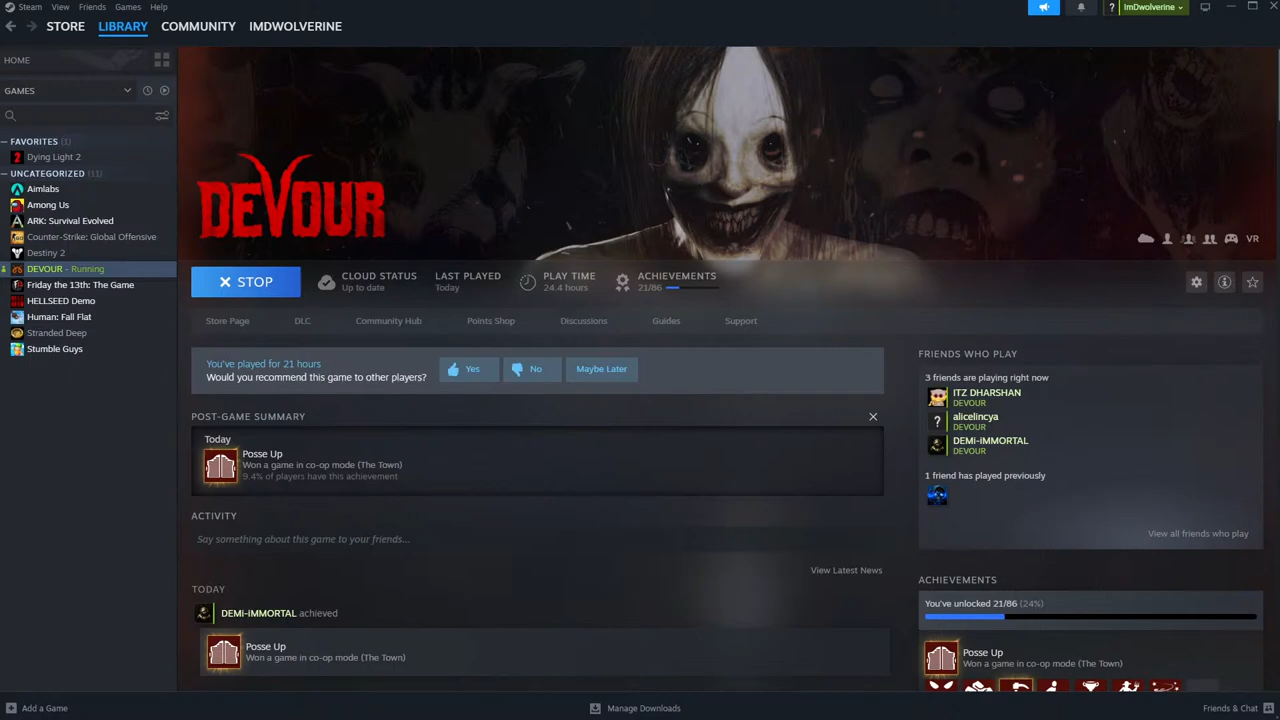 Steam View Friends Games Help
? ImDwolverine
STORE LIBRARY COMMUNITY IMDWOLVERINE
HOME
GAMES
FAVORITES (1)
Dying Light 2
UNCATEGORIZED (11)
Aimlabs
Among Us
ARK: Survival Evolved
Counter-Strike: Global Offensive
Destiny 2
DEVOUR - Running
Friday the 13th: The Game
HELLSEED Demo
Human: Fall Flat
Stranded Deep
Stumble Guys
DEVOUR
VR
STOP
CLOUD STATUS
Up to date
LAST PLAYED
Today
PLAY TIME
24.4 hours
ACHIEVEMENTS
21/86
Store Page DLC Community Hub Points Shop Discussions Guides Support
You've played for 21 hours
Would you recommend this game to other players?
Yes No Maybe Later
POST-GAME SUMMARY
Today
Posse Up
Won a game in co-op mode (The Town)
9.4% of players have this achievement
ACTIVITY
Say something about this game to your friends...
View Latest News
TODAY
DEMi-iMMORTAL achieved
Posse Up
Won a game in co-op mode (The Town)
FRIENDS WHO PLAY
3 friends are playing right now
ITZ DHARSHAN
DEVOUR
? alicelincya
DEVOUR
DEMi-iMMORTAL
DEVOUR
1 friend has played previously
View all friends who play
ACHIEVEMENTS
You've unlocked 21/86 (24%)
Posse Up
Won a game in co-op mode (The Town)
Add a Game
Manage Downloads
Friends & Chat